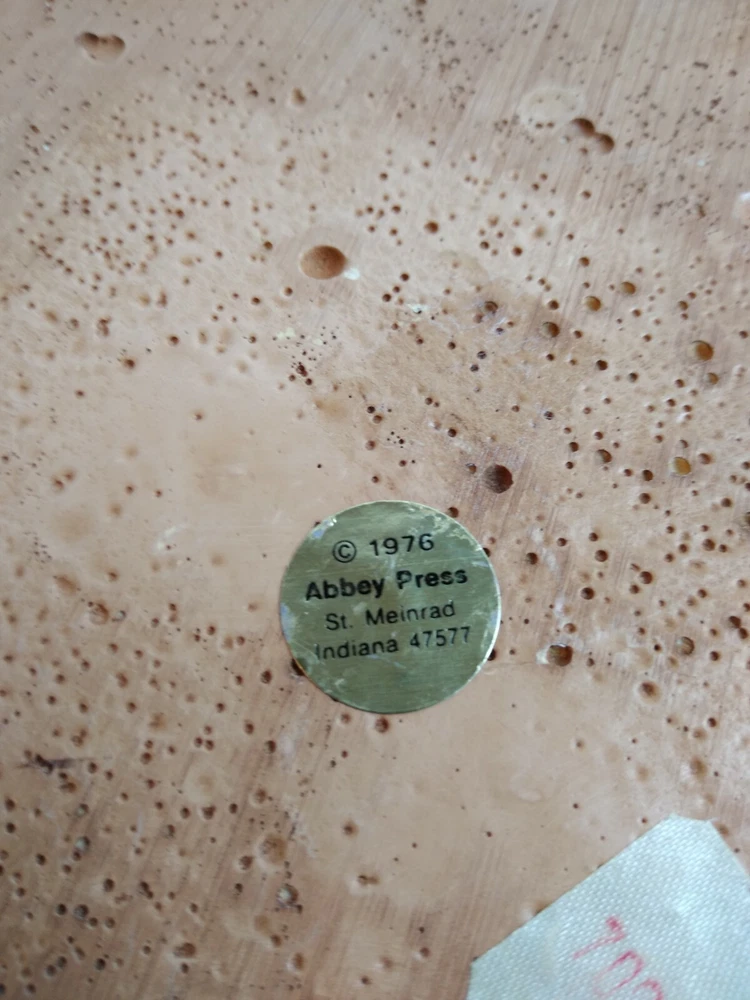 © 1976
Abbey Press
St. Meinrad
Indiana 47577